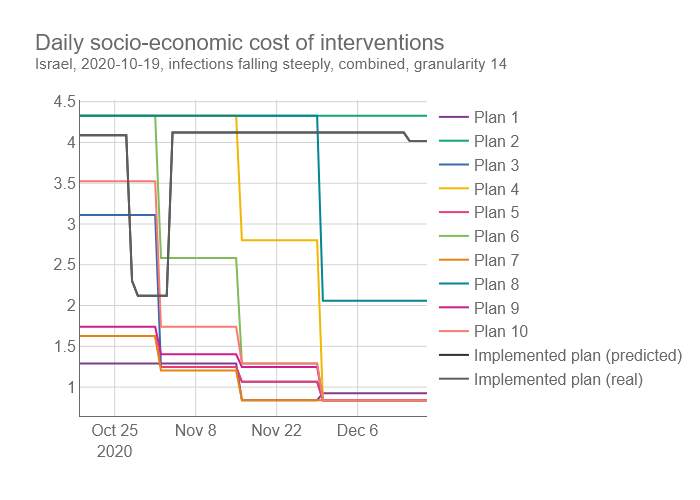 Daily socio-economic cost of interventions
Israel, 2020-10-19, infections falling steeply, combined, granularity 14
4.5
4
3.5
3
2.5
2
1.5
1
Oct 25
2020
Nov 8
Nov 22
Dec 6
Plan 1
Plan 2
Plan 3
Plan 4
Plan 5
Plan 6
Plan 7
Plan 8
Plan 9
Plan 10
Implemented plan (predicted)
Implemented plan (real)